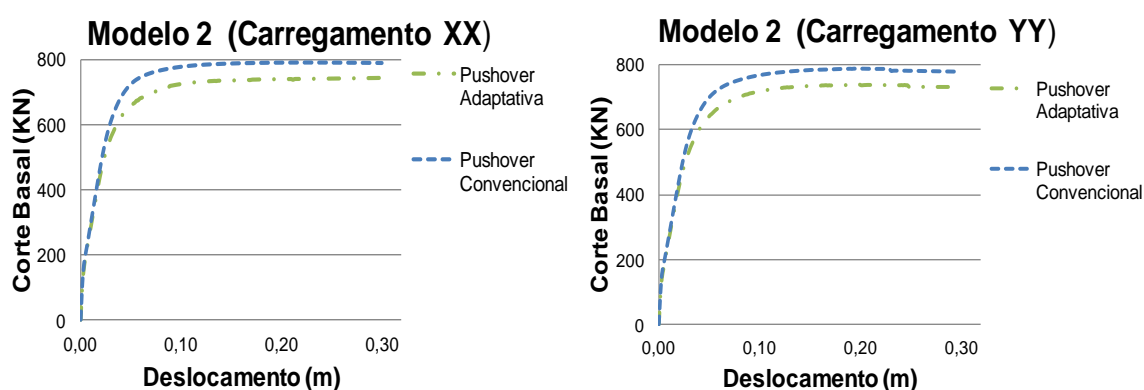 Modelo 2 (Carregamento XX)
Corte Basal (KN)
800
600
400
200
0
0,00 0,10 0,20 0,30
Deslocamento (m)
Pushover
Adaptativa
Pushover
Convencional
Modelo 2 (Carregamento YY)
Corte Basal (KN)
800
600
400
200
0
0,00 0,10 0,20 0,30
Deslocamento (m)
Pushover
Adaptativa
Pushover
Convencional